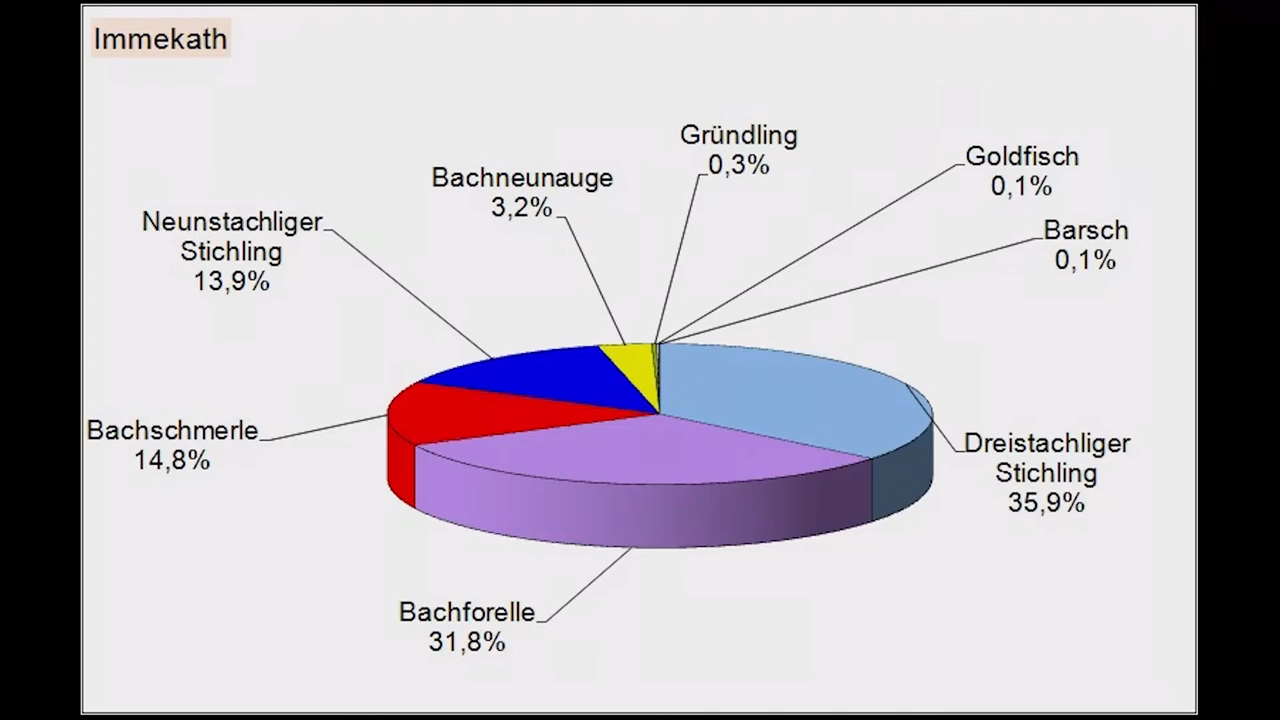 Immekath
Gründling
0,3%
Goldfisch
0,1%
Bachneunauge
3,2%
Barsch
0,1%
Neunstachliger
Stichling
13,9%
Bachschmerle
14,8%
Dreistachliger
Stichling
35,9%
Bachforelle
31,8%